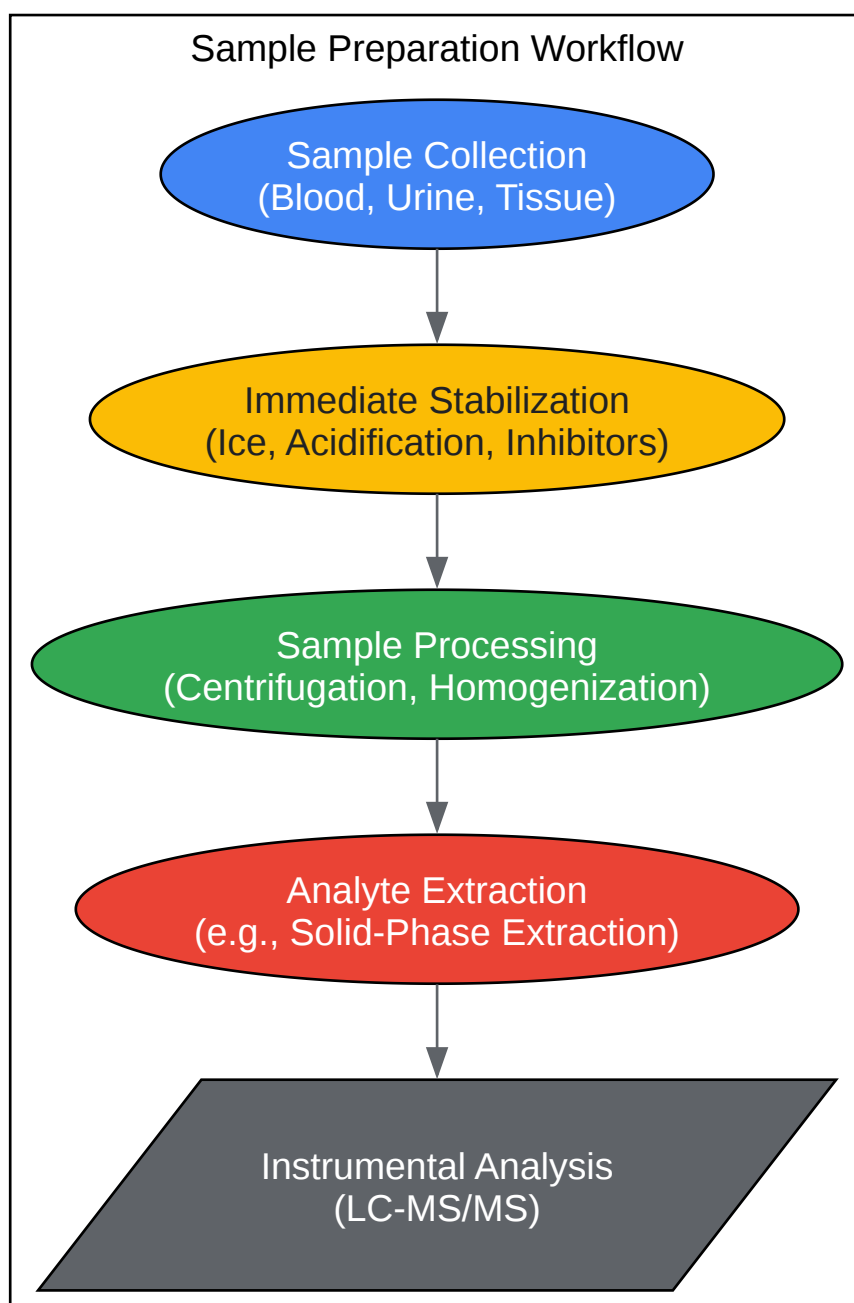 Sample Preparation Workflow
Sample Collection
(Blood, Urine, Tissue)
Immediate Stabilization
(Ice, Acidification, Inhibitors)
Sample Processing
(Centrifugation, Homogenization)
Analyte Extraction
(e.g., Solid-Phase Extraction)
Instrumental Analysis
(LC-MS/MS)